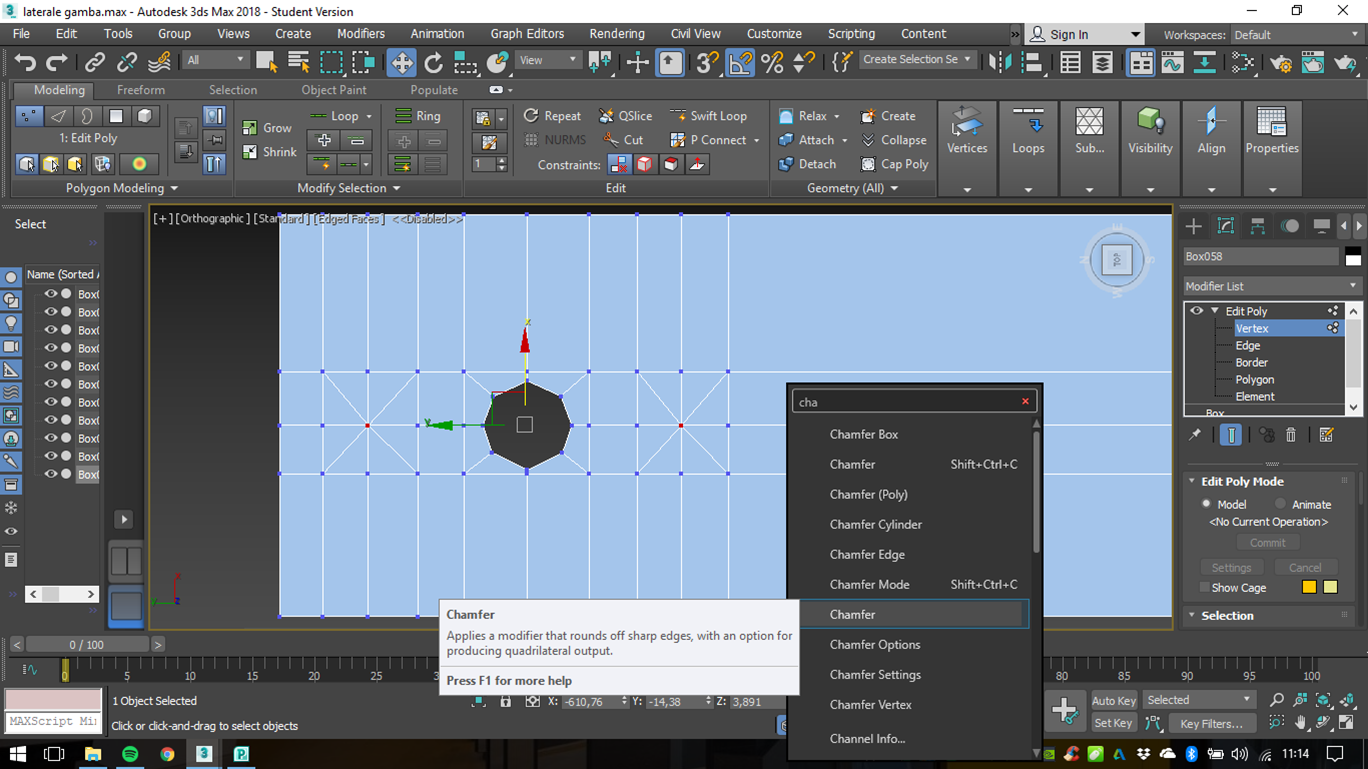 laterale gamba.max - Autodesk 3ds Max 2018 - Student Version
File Edit Tools Group Views Create Modifiers Animation Graph Editors Rendering Civil View Customize Scripting Content » Sign In Workspaces: Default
All View Create Selection Se
Modeling Freeform Selection Object Paint Populate
1: Edit Poly
Grow
Shrink
Loop Ring
1
Repeat QSlice Swift Loop
NURMS Cut P Connect
Constraints:
Relax Create
Attach Collapse
Detach Cap Poly
Vertices Loops Sub... Visibility Align Properties
Polygon Modeling Modify Selection Edit Geometry (All)
Select
Name (Sorted A
Box0
Box0
Box0
Box0
Box0
Box0
Box0
Box0
Box0
Box0
Box0
[+] [Orthographic] [Standard] [Edged Faces] <<Disabled>>
x
y
TOP
cha
Chamfer Box
Chamfer Shift+Ctrl+C
Chamfer (Poly)
Chamfer Cylinder
Chamfer Edge
Chamfer Mode Shift+Ctrl+C
Chamfer
Chamfer Options
Chamfer Settings
Chamfer Vertex
Channel Info...
Chamfer
Applies a modifier that rounds off sharp edges, with an option for
producing quadrilateral output.
Press F1 for more help
Box058
Modifier List
Edit Poly
Vertex
Edge
Border
Polygon
Element
Box
Edit Poly Mode
Model Animate
<No Current Operation>
Commit
Settings Cancel
Show Cage
Selection
0 / 100
0 5 10 15 20 25 30 80 85 90 95 100
MAXScript Mi
1 Object Selected
Click or click-and-drag to select objects
X: -610,76 Y: -14,38 Z: 3,891
Auto Key Selected
Set Key Key Filters...
11:14